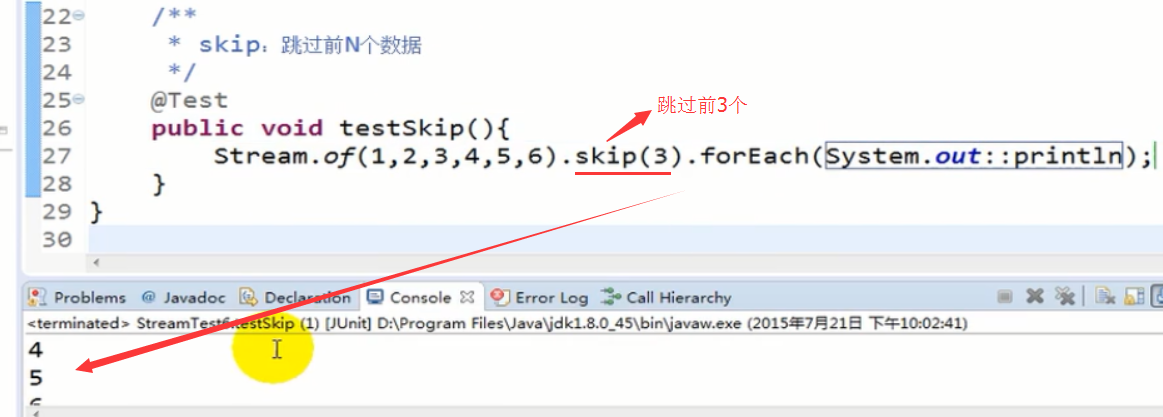 22 /**
23 * skip：跳过前N个数据
24 */
25 @Test
跳过前3个
26 public void testSkip(){
27 Stream.of(1,2,3,4,5,6).skip(3).forEach(System.out::println);
28 }
29 }
30
Problems @ Javadoc Declaration Console Error Log Call Hierarchy
<terminated> StreamTest6.testSkip (1) [JUnit] D:\Program Files\Java\jdk1.8.0_45\bin\javaw.exe (2015年7月21日 下午10:02:41)
4
5
6